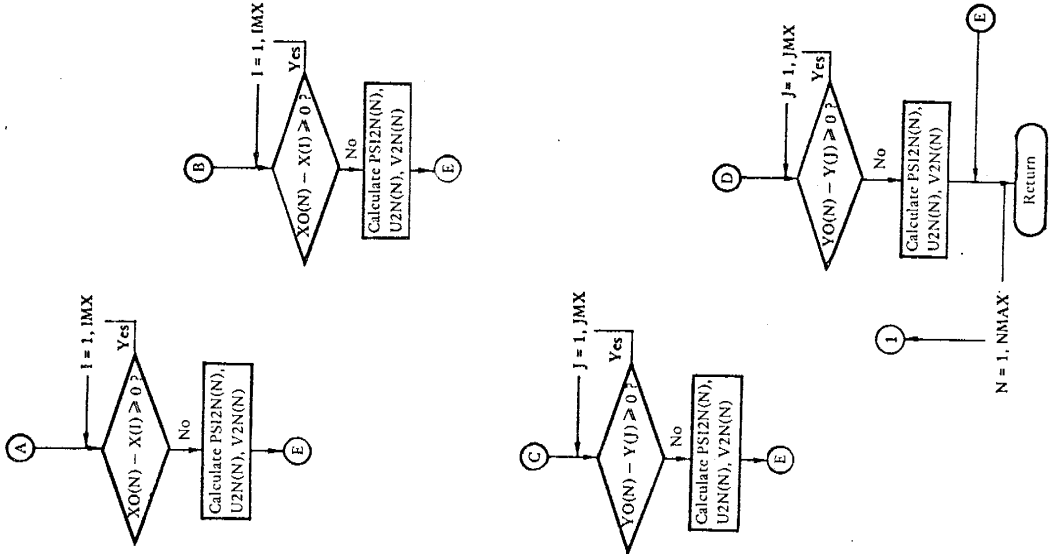 A
I = 1, IMX
XO(N) − X(I) ⩾ 0 ?
Yes
No
Calculate PSI2N(N),
U2N(N), V2N(N)
E
B
I = 1, IMX
XO(N) − X(I) ⩾ 0 ?
Yes
No
Calculate PSI2N(N),
U2N(N), V2N(N)
E
C
J = 1, JMX
YO(N) − Y(J) ⩾ 0 ?
Yes
No
Calculate PSI2N(N),
U2N(N), V2N(N)
E
D
J = 1, JMX
YO(N) − Y(J) ⩾ 0 ?
Yes
No
Calculate PSI2N(N),
U2N(N), V2N(N)
E
1
N = 1, NMAX
Return